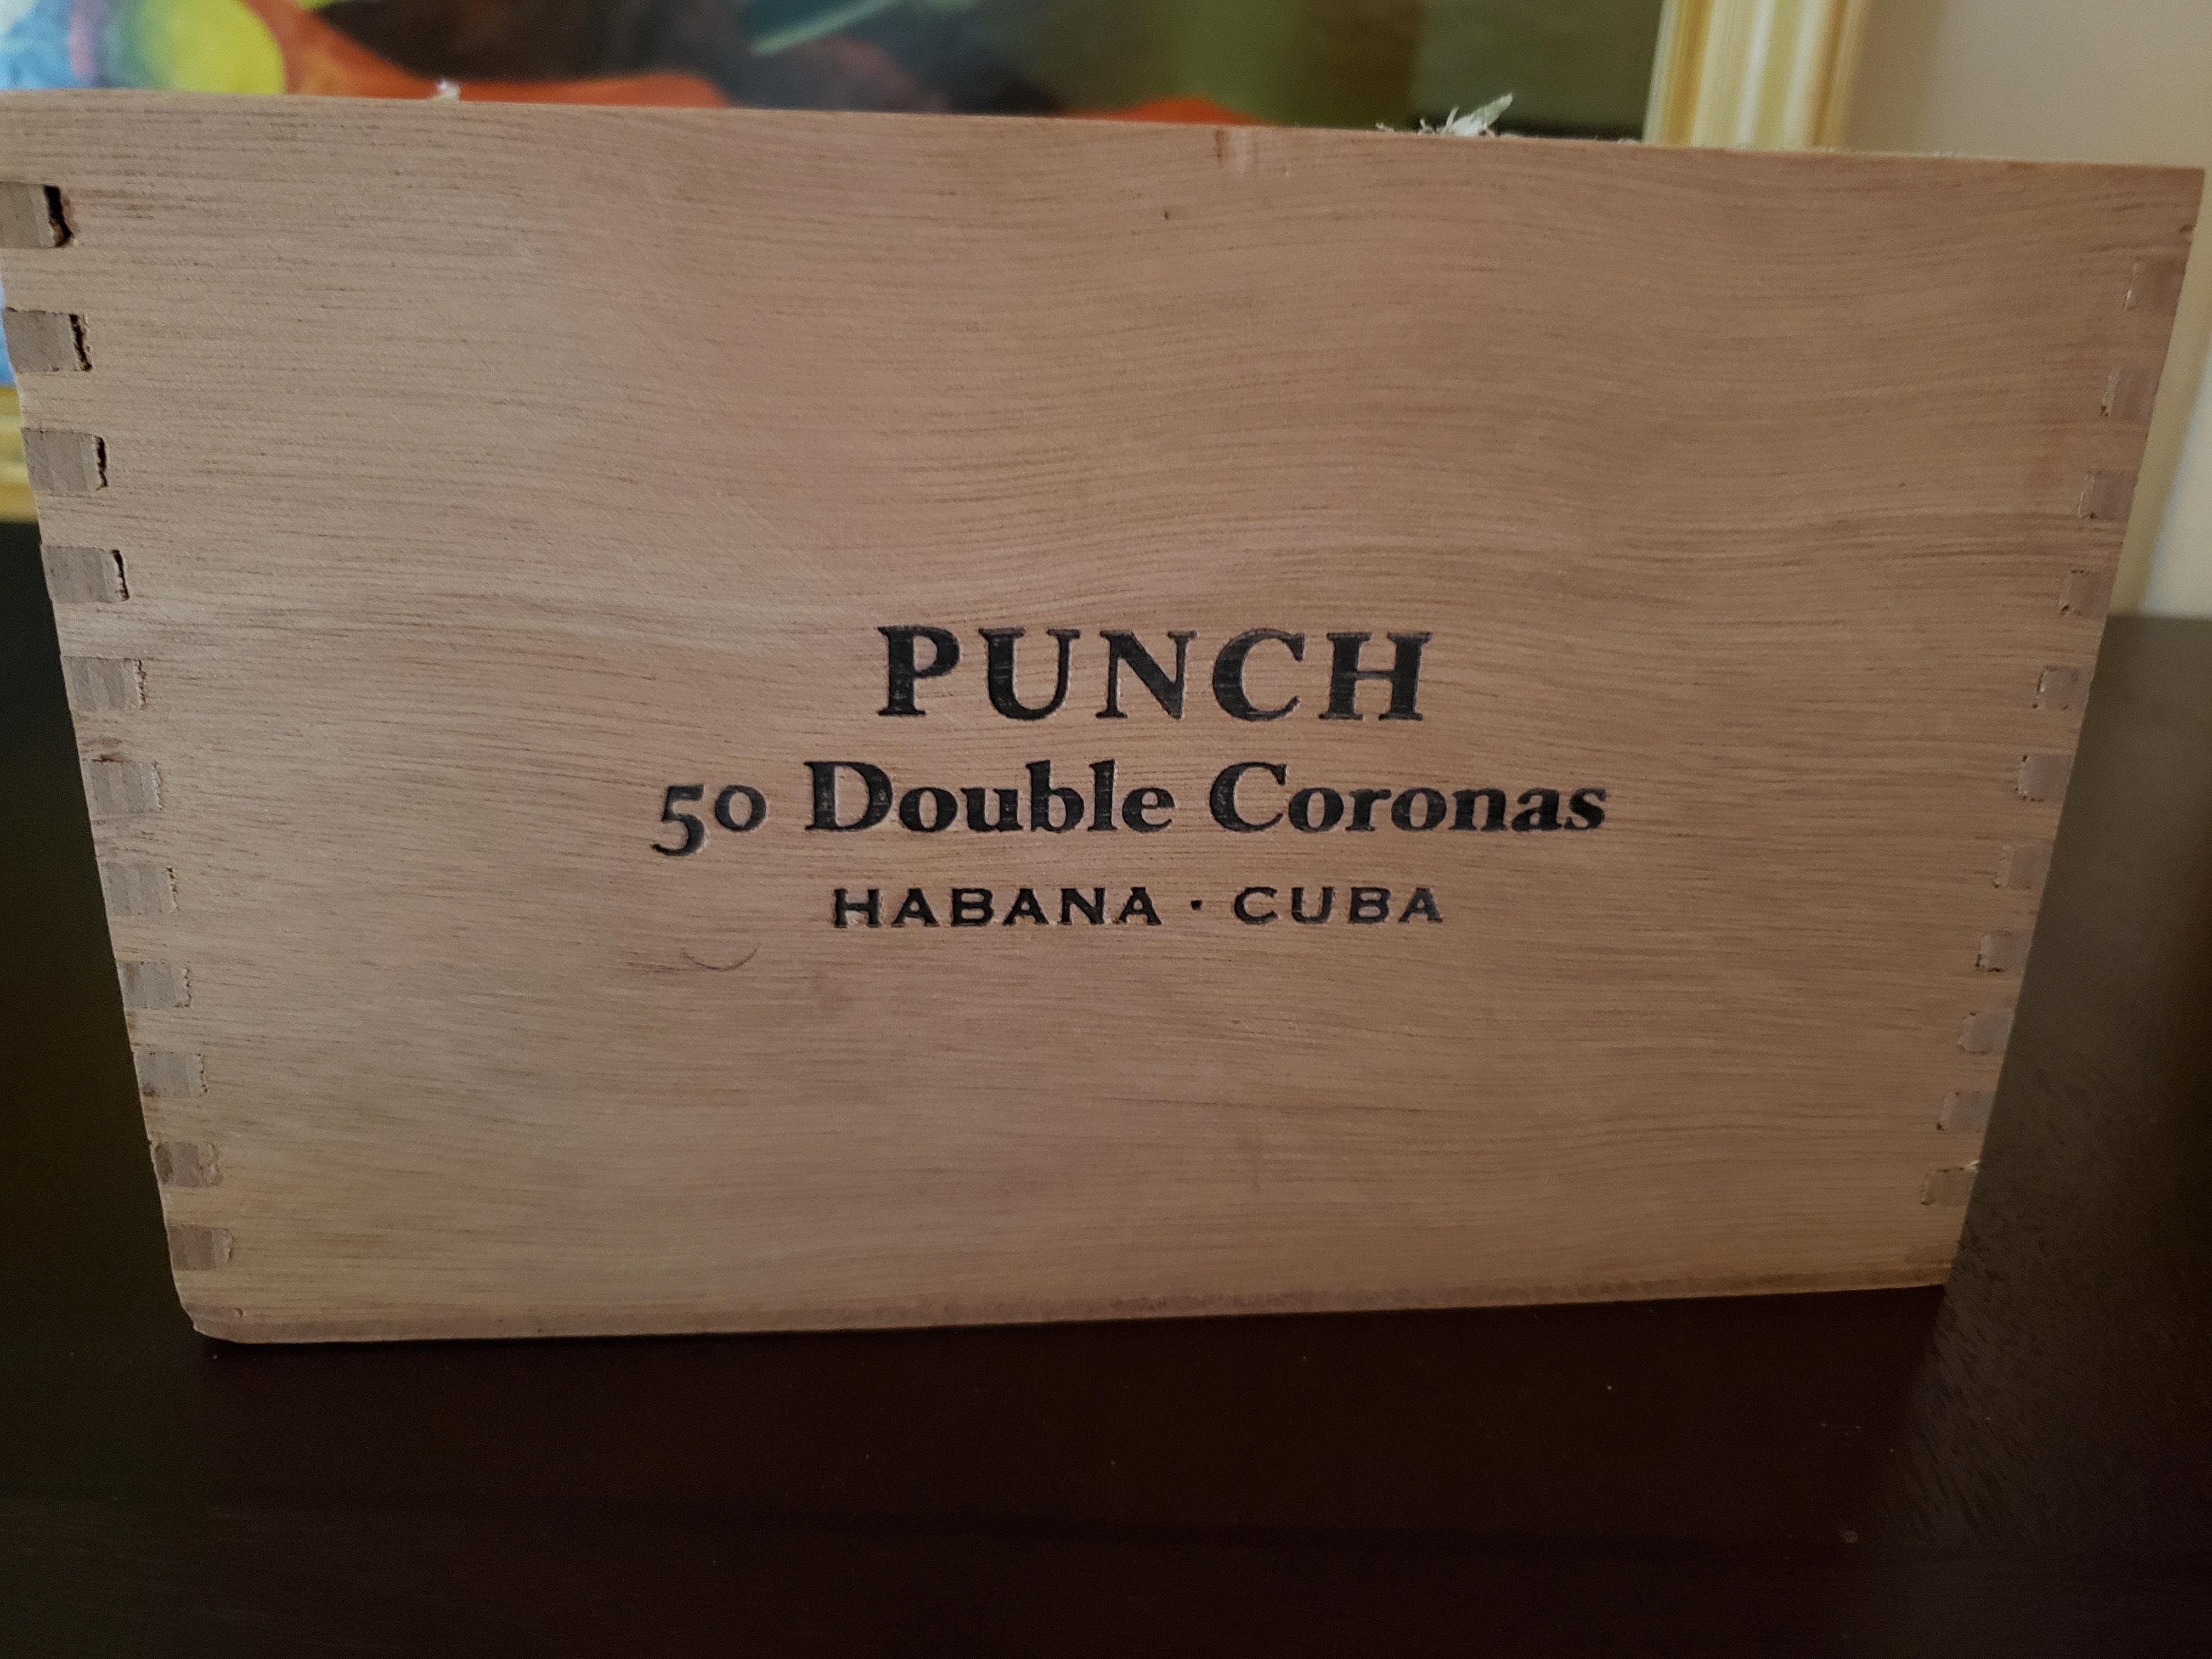 PUNCH
50 Double Coronas
HABANA · CUBA